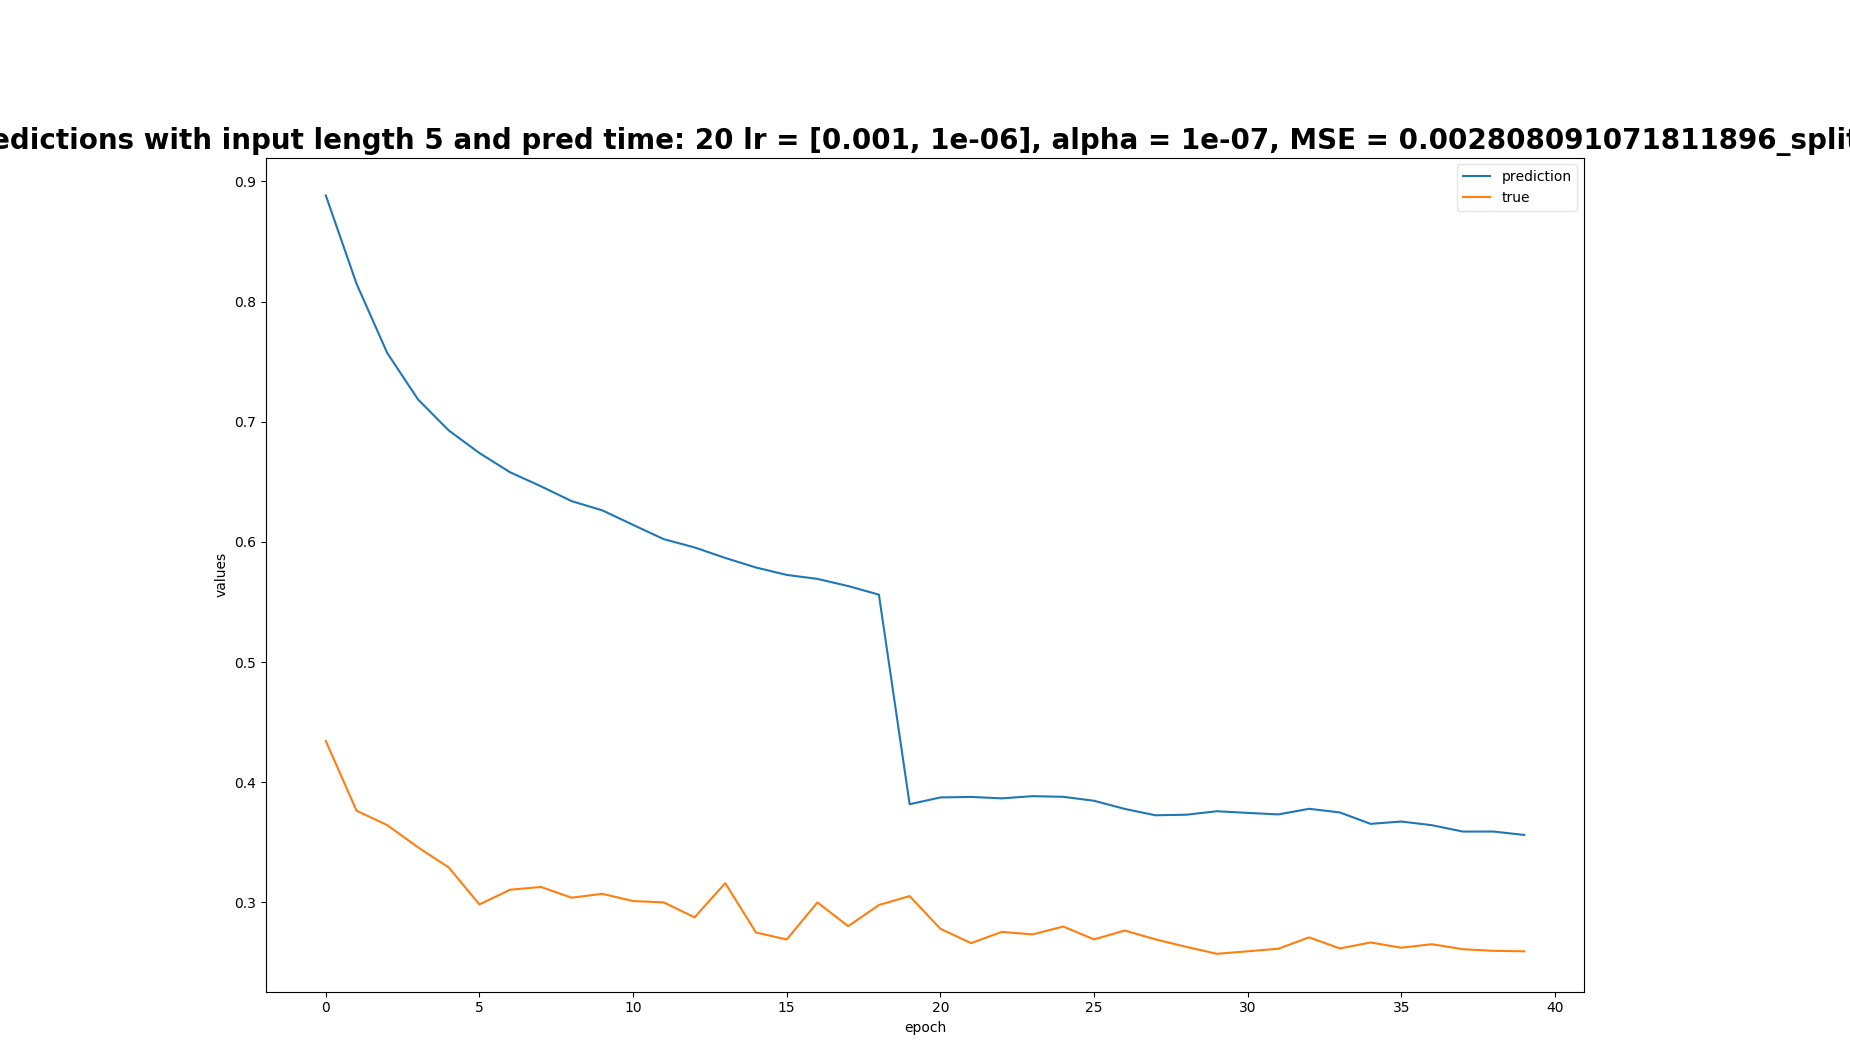 edictions with input length 5 and pred time: 20 lr = [0.001, 1e-06], alpha = 1e-07, MSE = 0.002808091071811896_split
prediction
true
0.9
0.8
0.7
0.6
0.5
0.4
0.3
values
0 5 10 15 20 25 30 35 40
epoch